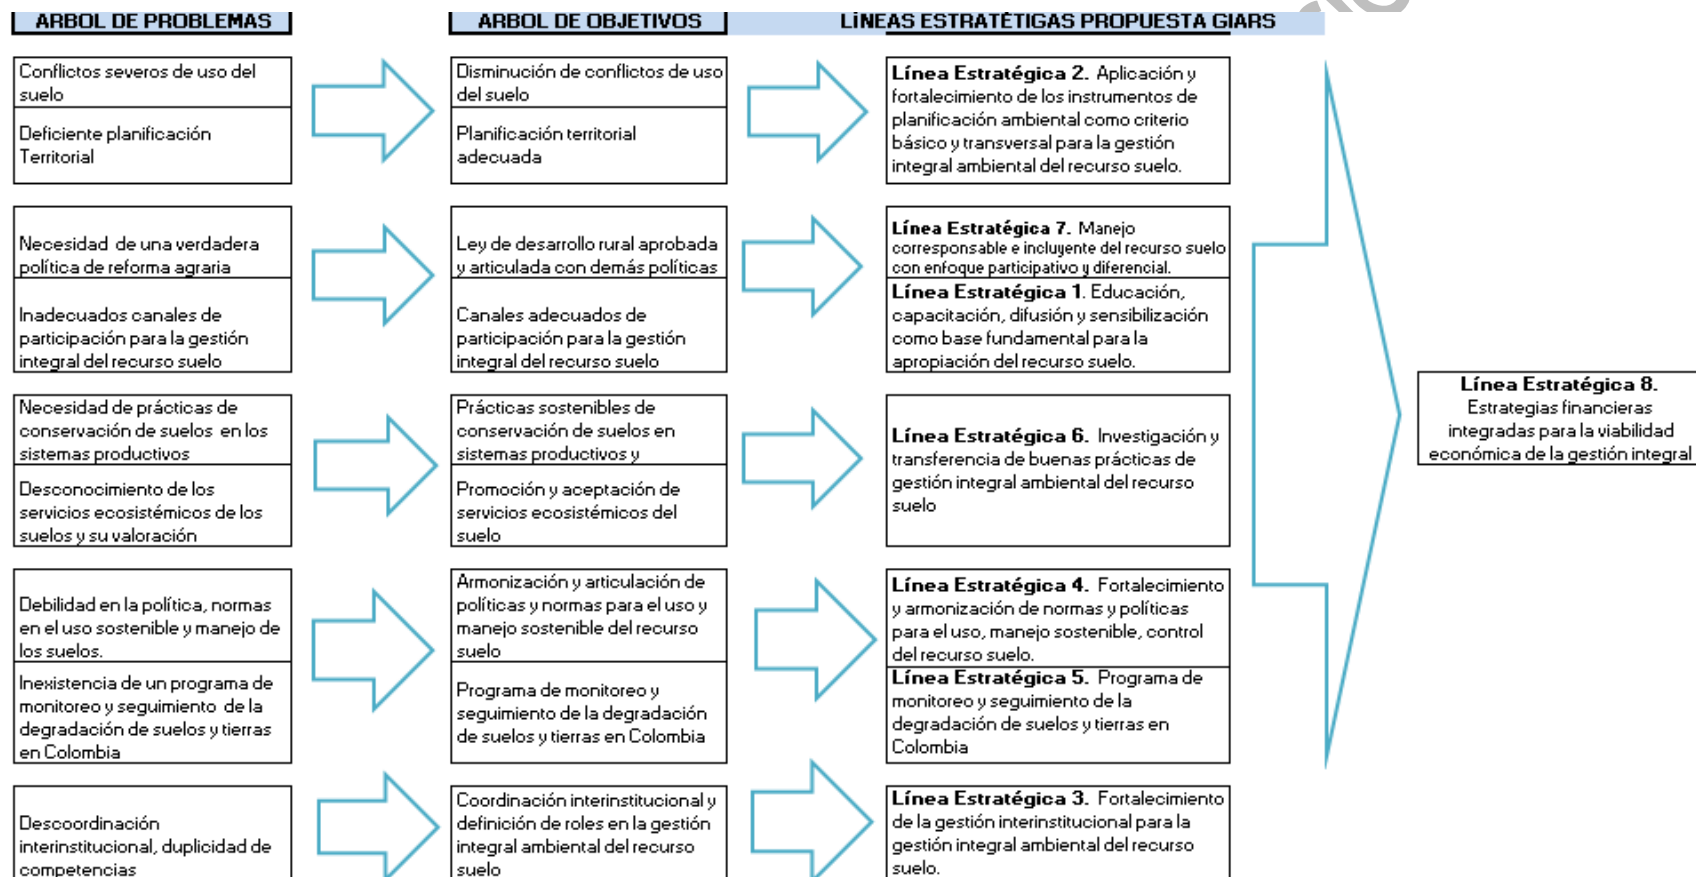 ARBOL DE PROBLEMAS
ARBOL DE OBJETIVOS
LÍNEAS ESTRATÉTIGAS PROPUESTA GIARS
Conflictos severos de uso del
suelo
Deficiente planificación
Territorial
Disminución de conflictos de uso
del suelo
Planificación territorial
adecuada
Línea Estratégica 2. Aplicación y
fortalecimiento de los instrumentos de
planificación ambiental como criterio
básico y transversal para la gestión
integral ambiental del recurso suelo.
Necesidad de una verdadera
política de reforma agraria
Inadecuados canales de
participación para la gestión
integral del recurso suelo
Ley de desarrollo rural aprobada
y articulada con demás políticas
Canales adecuados de
participación para la gestión
integral del recurso suelo
Línea Estratégica 7. Manejo
corresponsable e incluyente del recurso suelo
con enfoque participativo y diferencial.
Línea Estratégica 1. Educación,
capacitación, difusión y sensibilización
como base fundamental para la
apropiación del recurso suelo.
Necesidad de prácticas de
conservación de suelos en los
sistemas productivos
Desconocimiento de los
servicios ecosistémicos de los
suelos y su valoración
Prácticas sostenibles de
conservación de suelos en
sistemas productivos y
Promoción y aceptación de
servicios ecosistémicos del
suelo
Línea Estratégica 6. Investigación y
transferencia de buenas prácticas de
gestión integral ambiental del recurso
suelo
Debilidad en la política, normas
en el uso sostenible y manejo de
los suelos.
Inexistencia de un programa de
monitoreo y seguimiento de la
degradación de suelos y tierras
en Colombia
Armonización y articulación de
políticas y normas para el uso y
manejo sostenible del recurso
suelo
Programa de monitoreo y
seguimiento de la degradación
de suelos y tierras en Colombia
Línea Estratégica 4. Fortalecimiento
y armonización de normas y políticas
para el uso, manejo sostenible, control
del recurso suelo.
Línea Estratégica 5. Programa de
monitoreo y seguimiento de la
degradación de suelos y tierras en
Colombia
Descoordinación
interinstitucional, duplicidad de
competencias
Coordinación interinstitucional y
definición de roles en la gestión
integral ambiental del recurso
suelo
Línea Estratégica 3. Fortalecimiento
de la gestión interinstitucional para la
gestión integral ambiental del recurso
suelo.
Línea Estratégica 8.
Estrategias financieras
integradas para la viabilidad
económica de la gestión integral